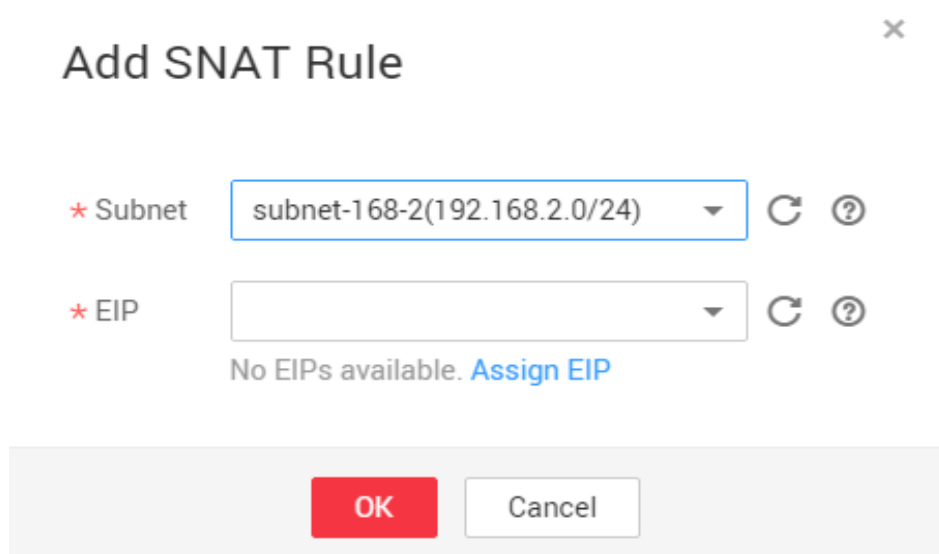 Add SNAT Rule
* Subnet subnet-168-2(192.168.2.0/24)
* EIP
No EIPs available. Assign EIP
OK Cancel